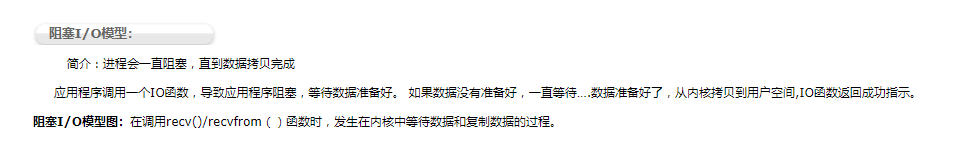 阻塞I/O模型：
简介：进程会一直阻塞，直到数据拷贝完成
应用程序调用一个IO函数，导致应用程序阻塞，等待数据准备好。 如果数据没有准备好，一直等待….数据准备好了，从内核拷贝到用户空间,IO函数返回成功指示。
阻塞I/O模型图：在调用recv()/recvfrom（）函数时，发生在内核中等待数据和复制数据的过程。